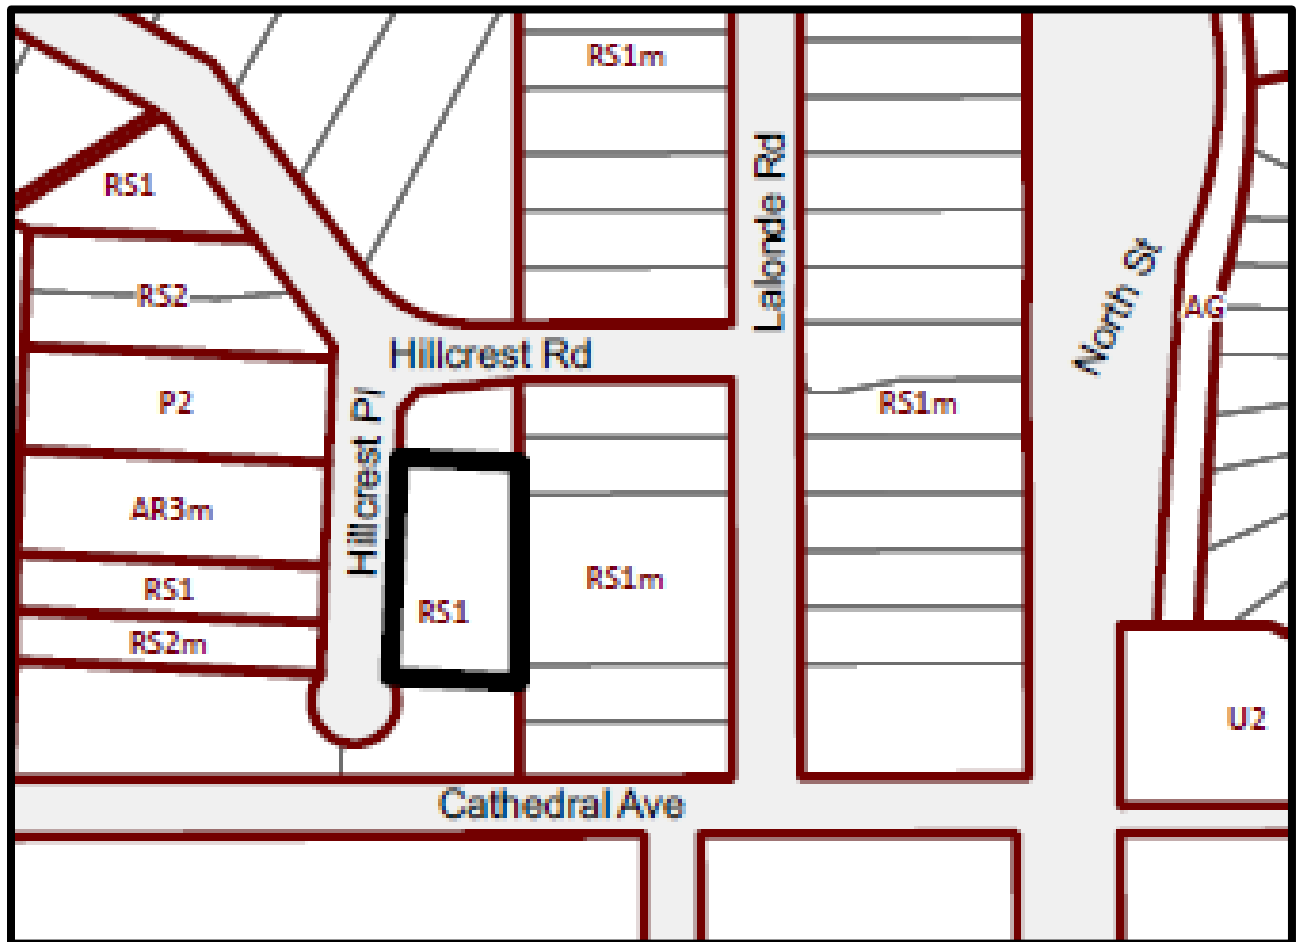 RS1m
RS1
Lalonde Rd
RS2
North St
AG
Hillcrest Rd
P2
RS1m
Hillcrest Pl
AR3m
RS1
RS1m
RS1
RS2m
U2
Cathedral Ave